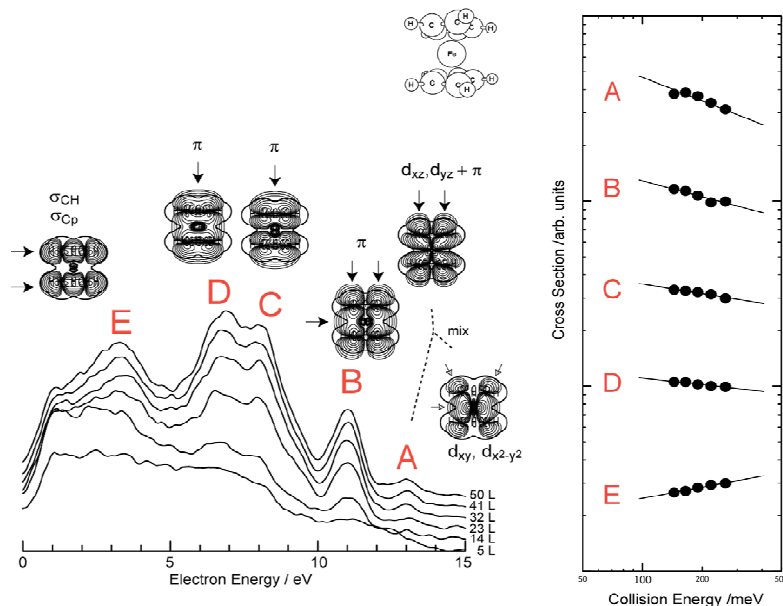 H C C H C H
Fe
H C C C H H
π π
σCH
σCp
dxz,dyz + π
π
D C
E
B
mix
A
dxy, dx2-y2
50 L
41 L
32 L
23 L
14 L
5 L
0 5 10 15
Electron Energy / eV
A
B
C
D
E
Cross Section /arb. units
50 100 200 50
Collision Energy /meV